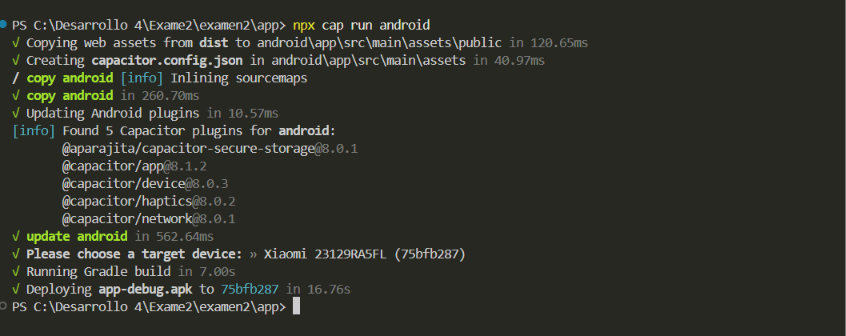 PS C:\Desarrollo 4\Exame2\examen2\app> npx cap run android
√ Copying web assets from dist to android\app\src\main\assets\public in 120.65ms
√ Creating capacitor.config.json in android\app\src\main\assets in 40.97ms
/ copy android [info] Inlining sourcemaps
√ copy android in 260.70ms
√ Updating Android plugins in 10.57ms
[info] Found 5 Capacitor plugins for android:
@aparajita/capacitor-secure-storage@8.0.1
@capacitor/app@8.1.2
@capacitor/device@8.0.3
@capacitor/haptics@8.0.2
@capacitor/network@8.0.1
√ update android in 562.64ms
√ Please choose a target device: » Xiaomi 23129RA5FL (75bfb287)
√ Running Gradle build in 7.00s
√ Deploying app-debug.apk to 75bfb287 in 16.76s
PS C:\Desarrollo 4\Exame2\examen2\app>